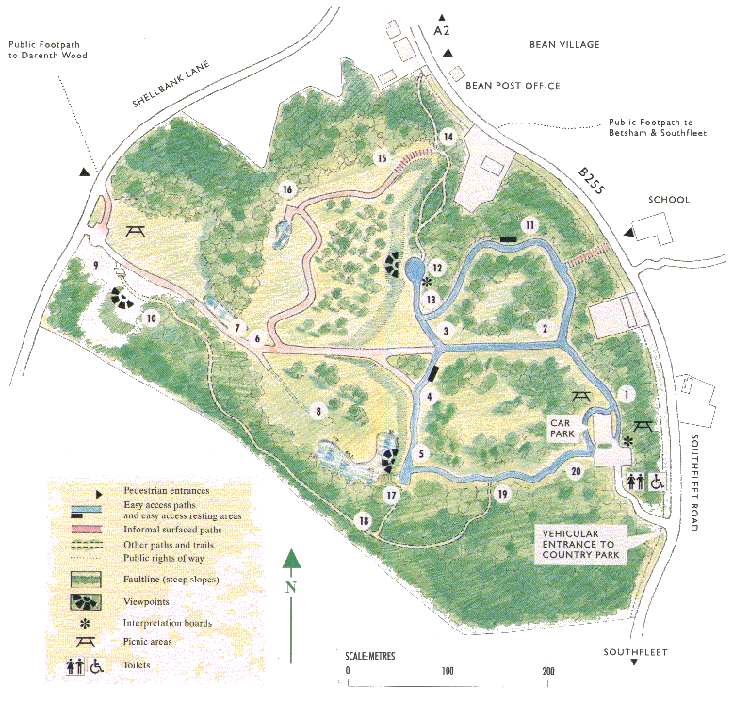 A2
BEAN VILLAGE
Public Footpath
to Darenth Wood
SHELLBANK LANE
BEAN POST OFFICE
Public Footpath to
Betsham & Southfleet
14
15
B255
16
SCHOOL
11
9
12
13
10
7
6
3
2
4
1
8
CAR
PARK
5
20
17
19
18
SOUTHFLEET ROAD
VEHICULAR
ENTRANCE TO
COUNTRY PARK
Pedestrian entrances
Easy access paths
and easy access resting areas
Informal surfaced paths
Other paths and trails
Public rights of way
Faultline (steep slopes)
Viewpoints
Interpretation boards
Picnic areas
Toilets
N
SCALE-METRES
0 100 200
SOUTHFLEET